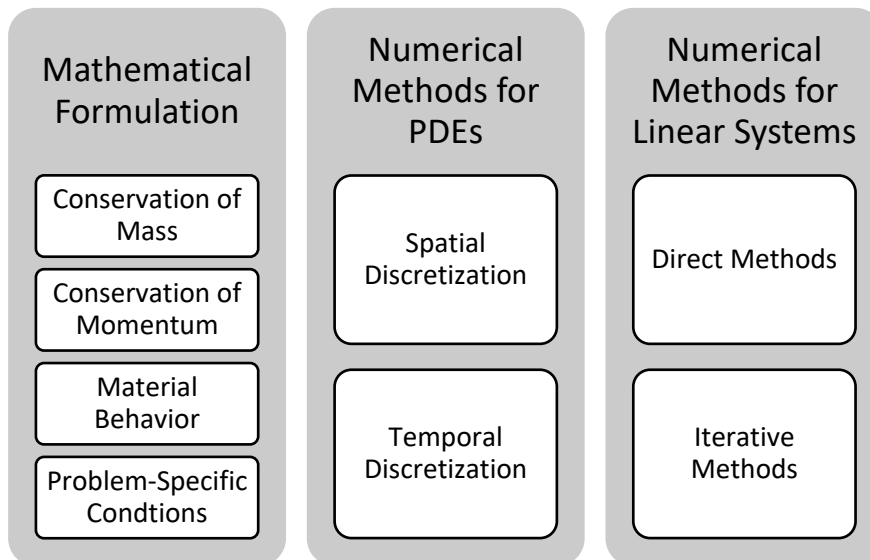 Mathematical
Formulation
Conservation of
Mass
Conservation of
Momentum
Material
Behavior
Problem-Specific
Condtions
Numerical
Methods for
PDEs
Spatial
Discretization
Temporal
Discretization
Numerical
Methods for
Linear Systems
Direct Methods
Iterative
Methods